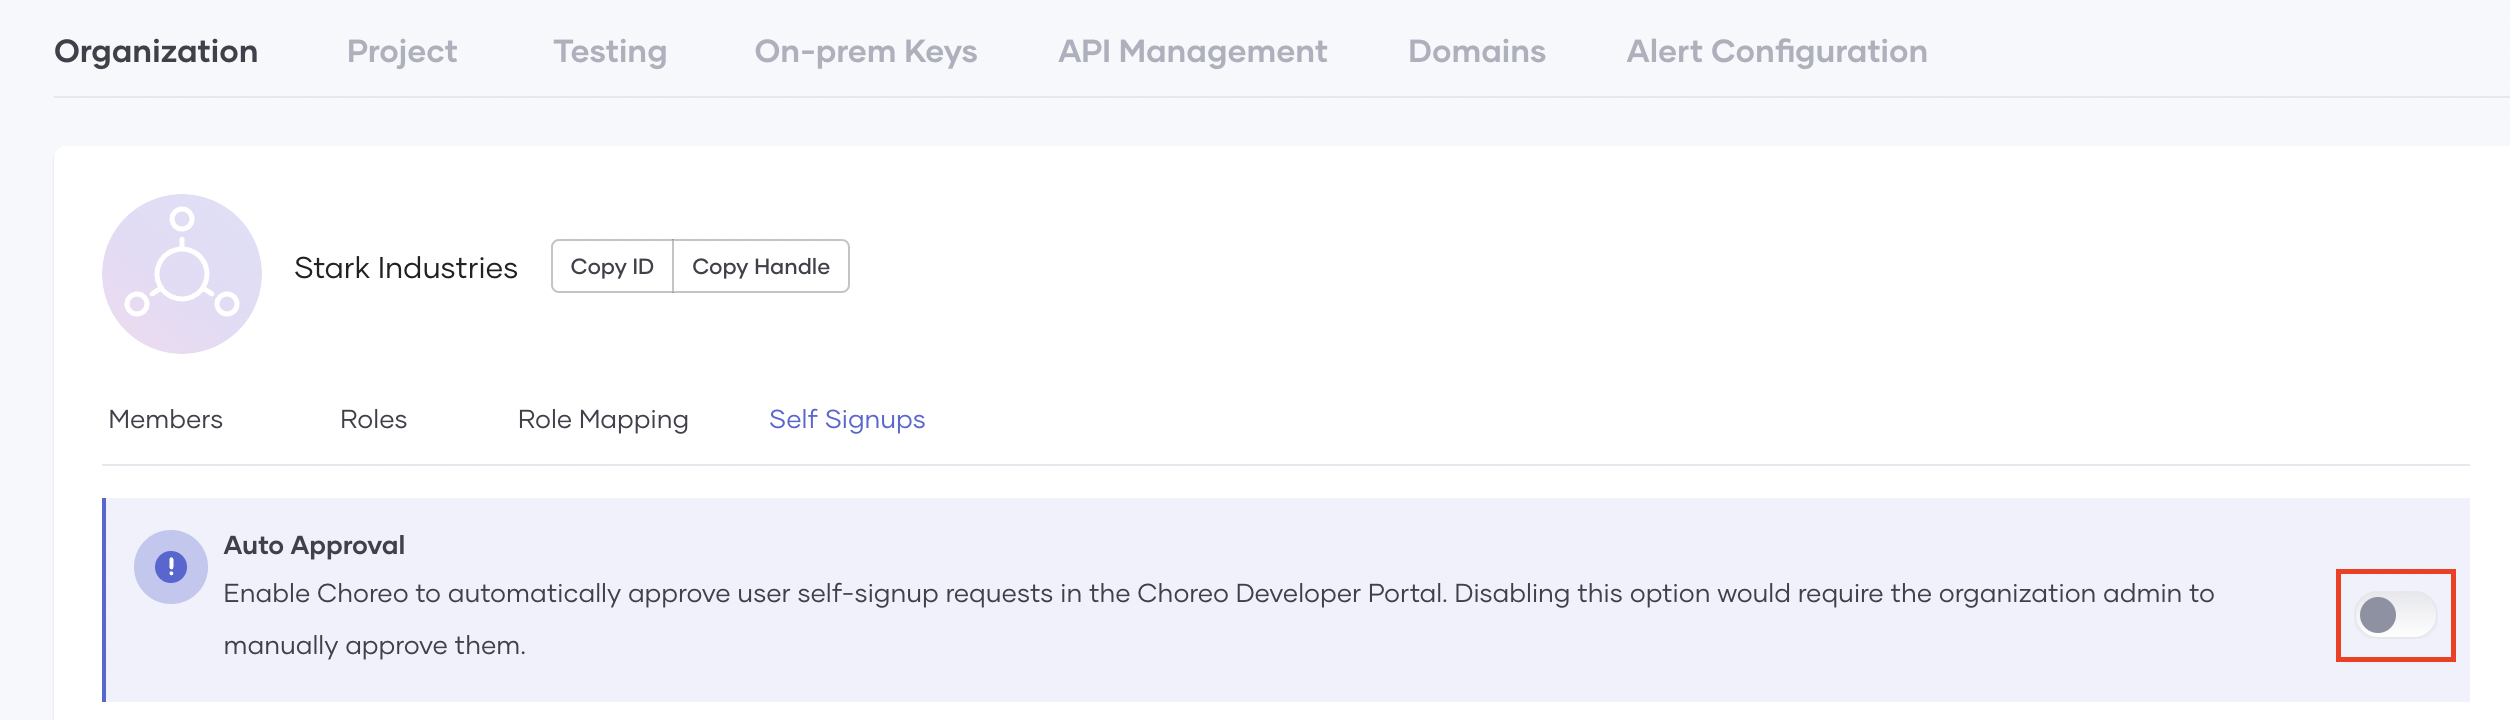 Organization Project Testing On-prem Keys API Management Domains Alert Configuration
Stark Industries Copy ID Copy Handle
Members Roles Role Mapping Self Signups
Auto Approval
Enable Choreo to automatically approve user self-signup requests in the Choreo Developer Portal. Disabling this option would require the organization admin to
manually approve them.